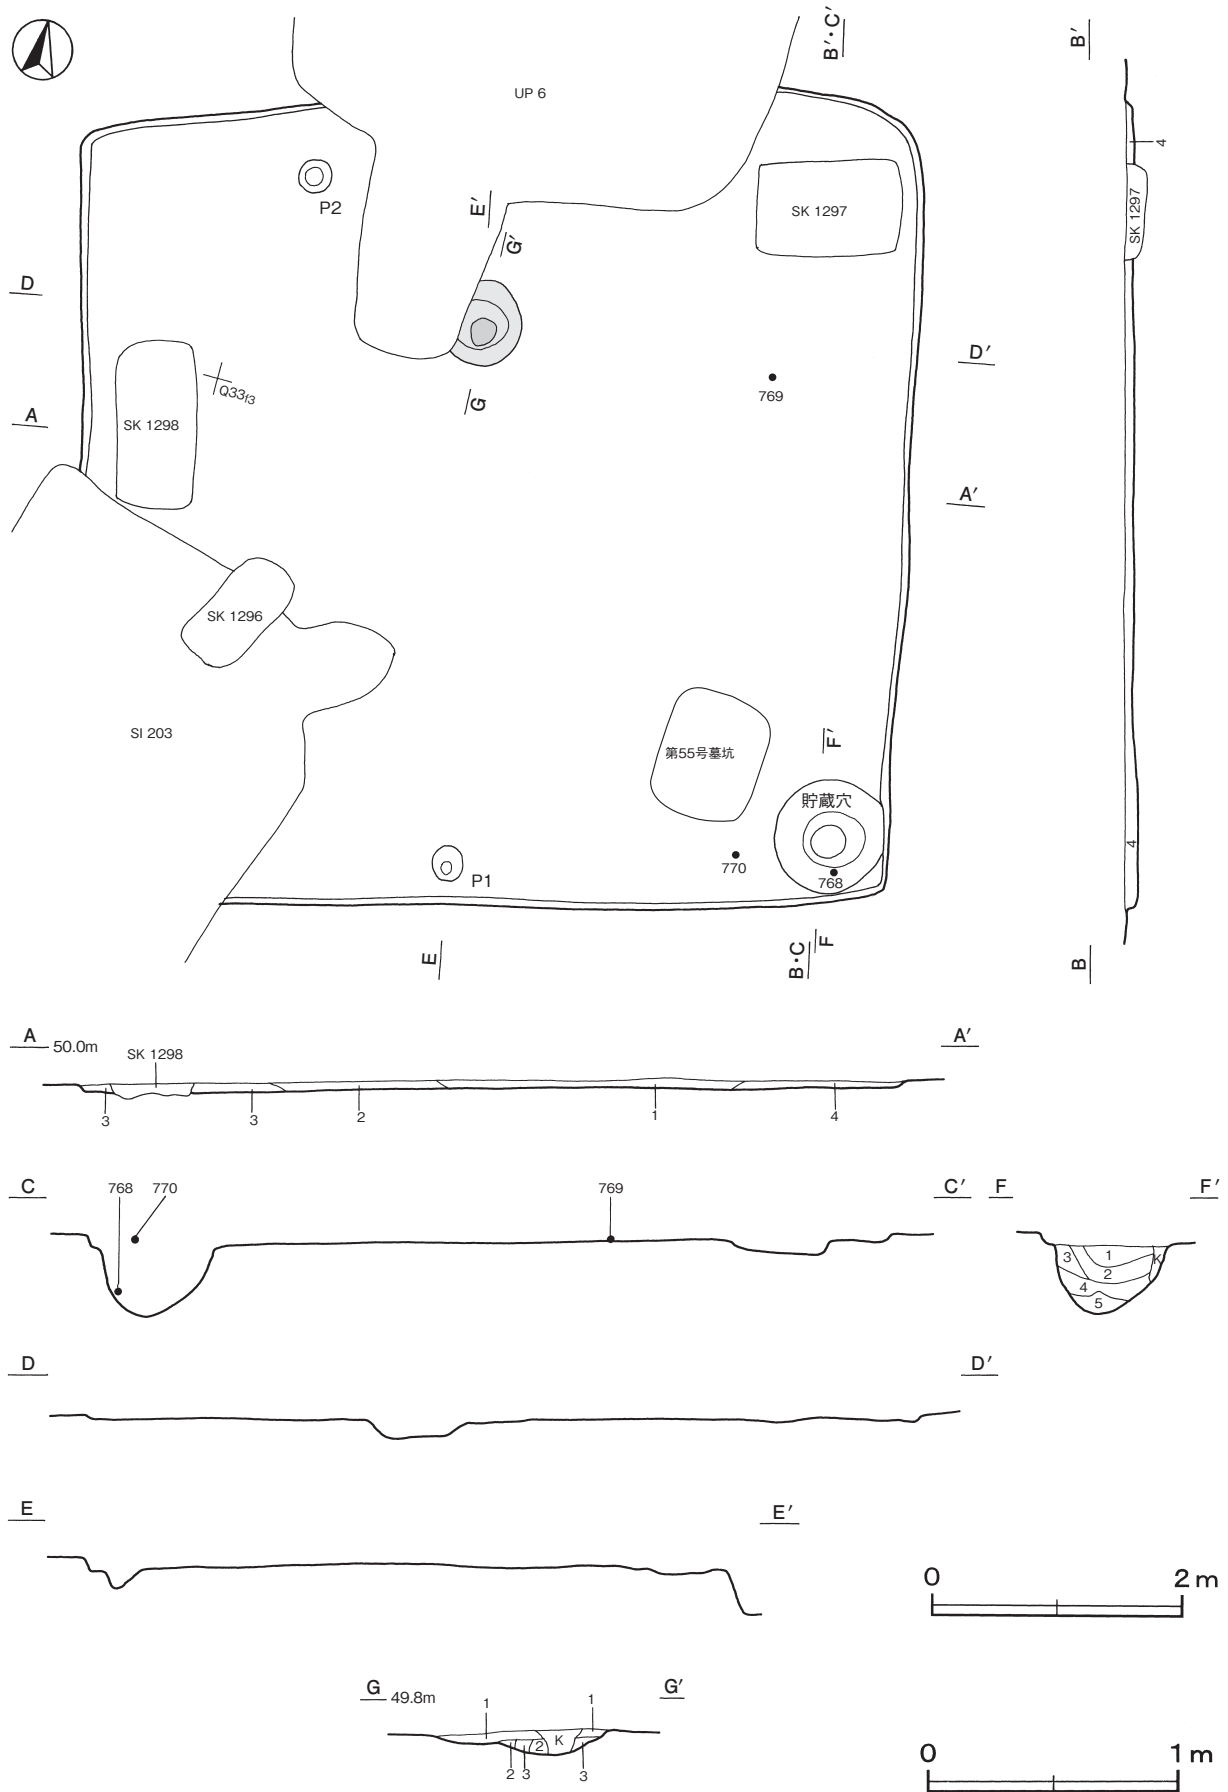 B′・C′
B′
UP 6
4
P2
E′
SK 1297
SK 1297
G′
D
D′
Q33f3
769
A
SK 1298
G
A′
SK 1296
SI 203
F′
第55号墓坑
貯蔵穴
4
770
768
P1
E
B・C
F
B
A 50.0m
SK 1298
A′
3
3
2
1
4
C
768
770
769
C′
F
F′
3
1
K
2
4
5
D
D′
E
E′
0
2 m
G 49.8m
1
1
G′
2
K
2
3
3
0
1 m